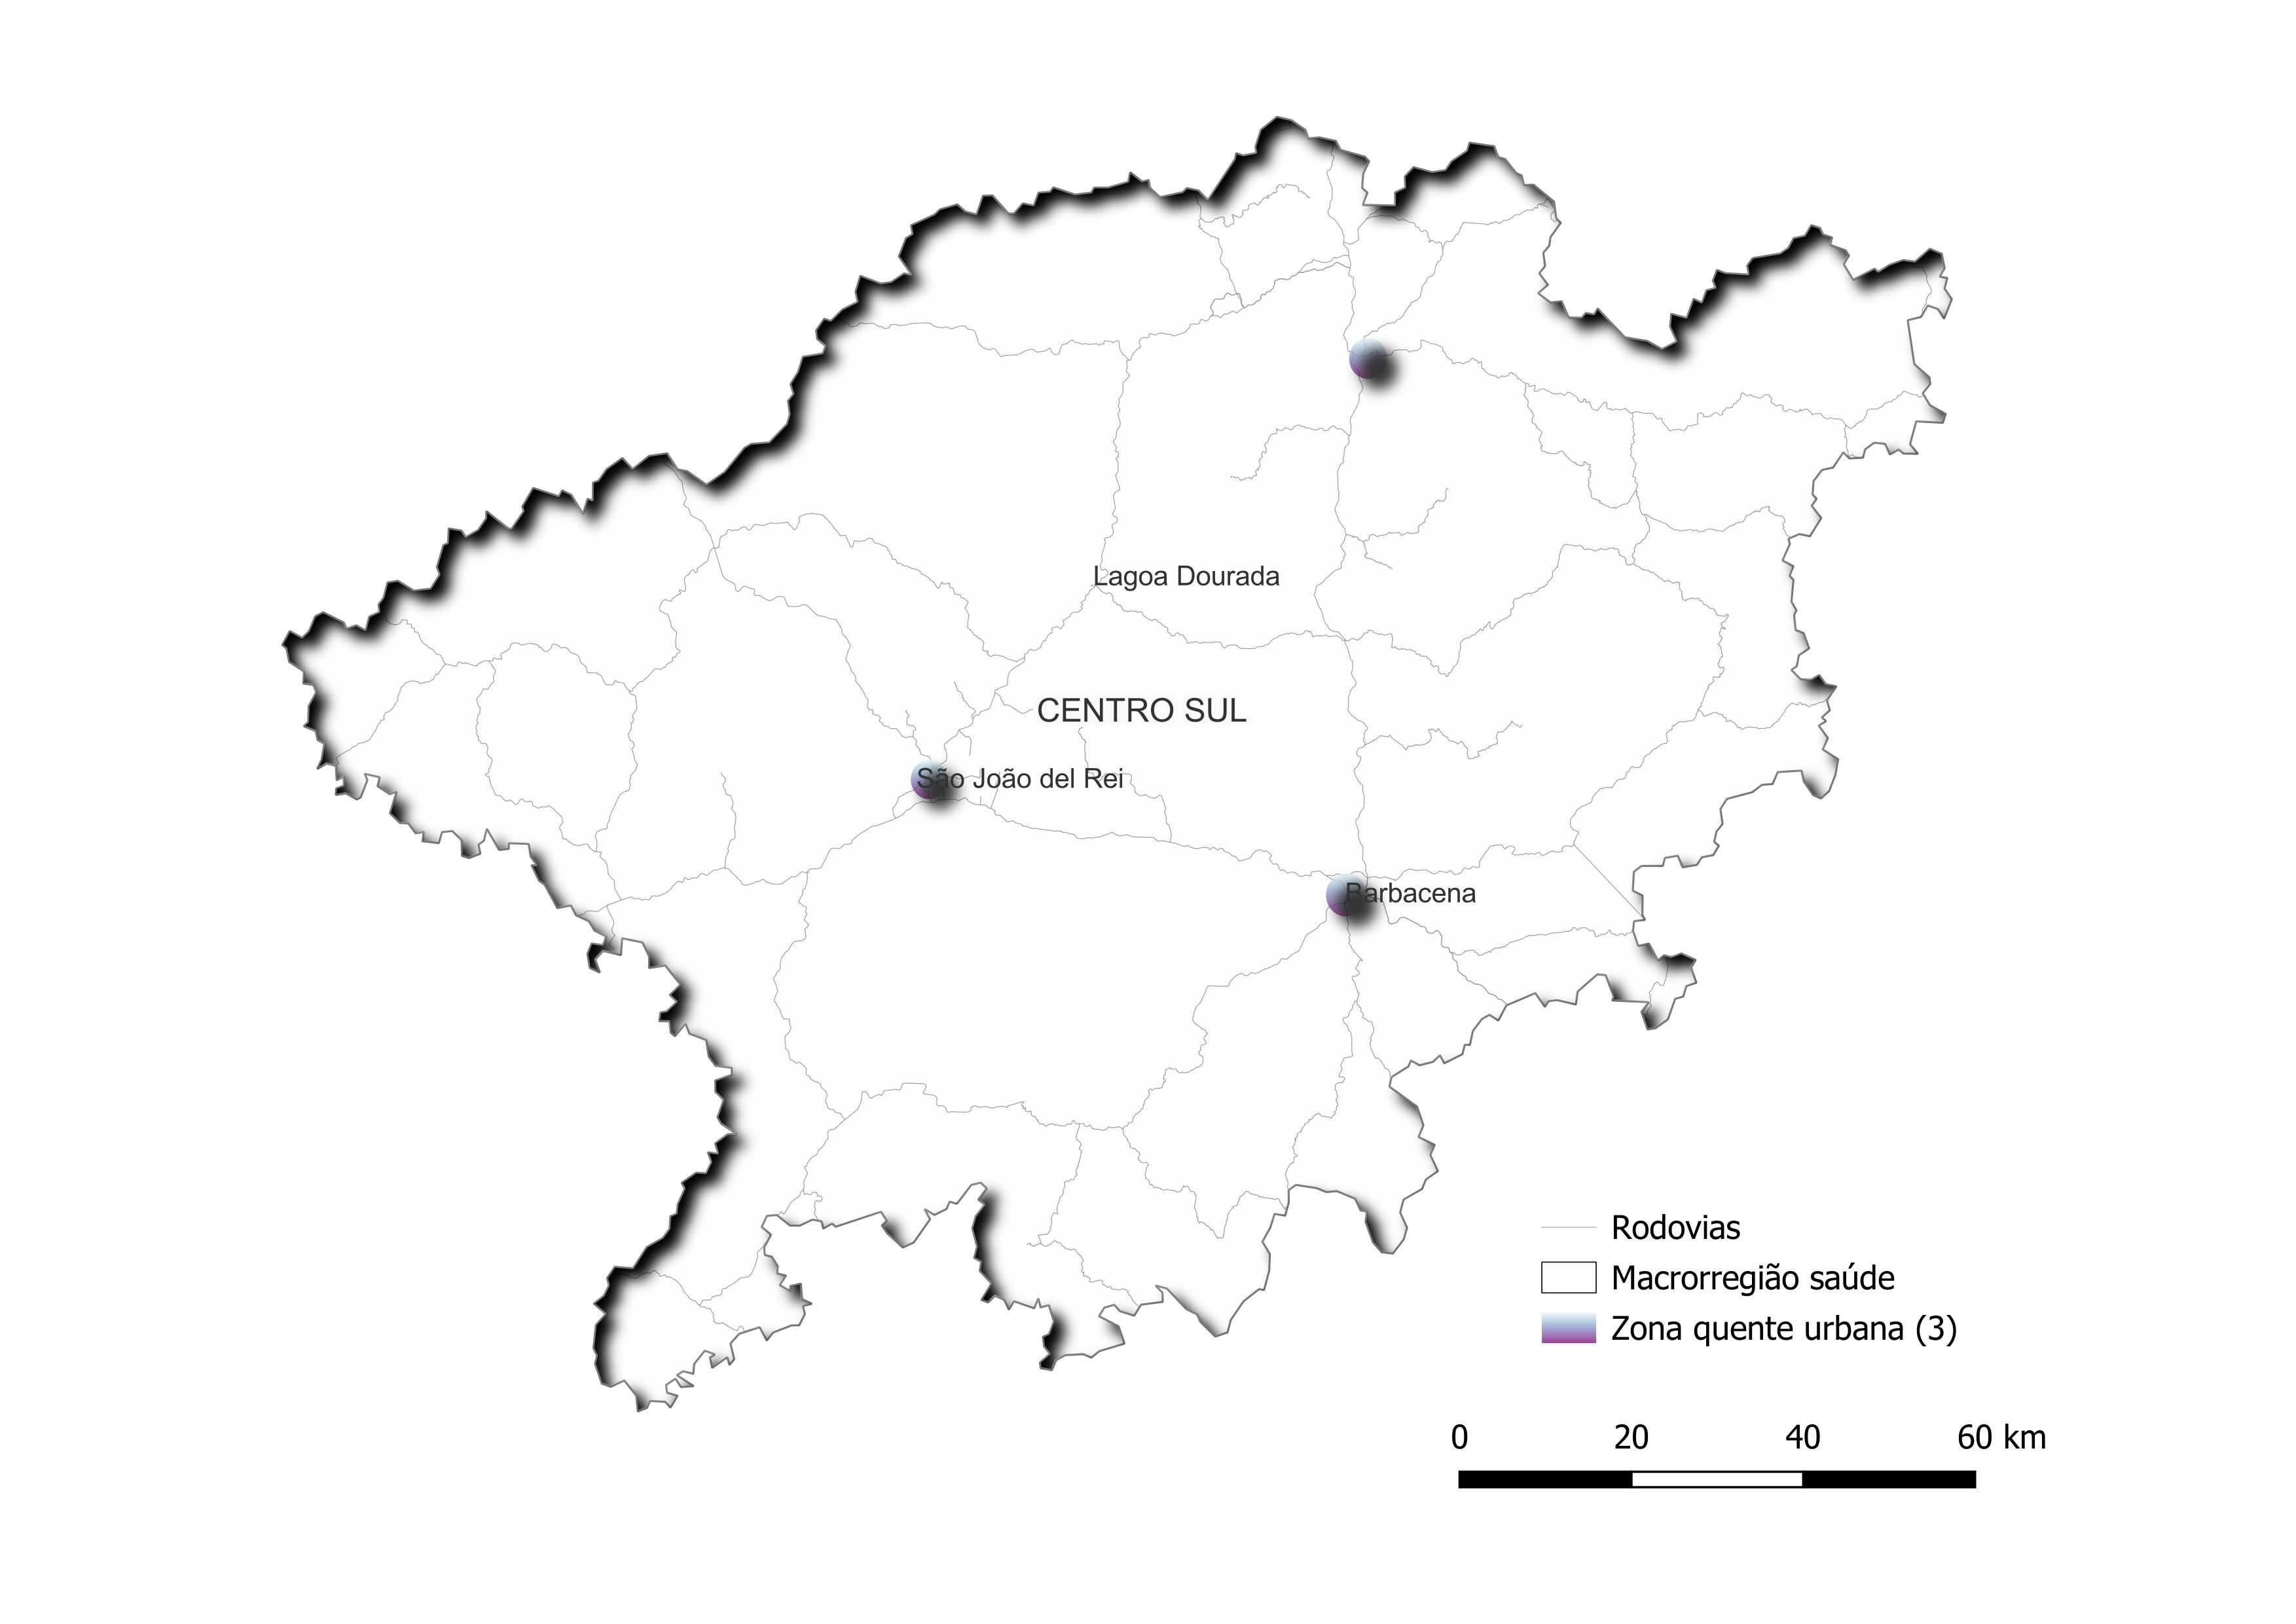 Lagoa Dourada
CENTRO SUL
São João del Rei
Barbacena
Rodovias
Macrorregião saúde
Zona quente urbana (3)
0 20 40 60 km